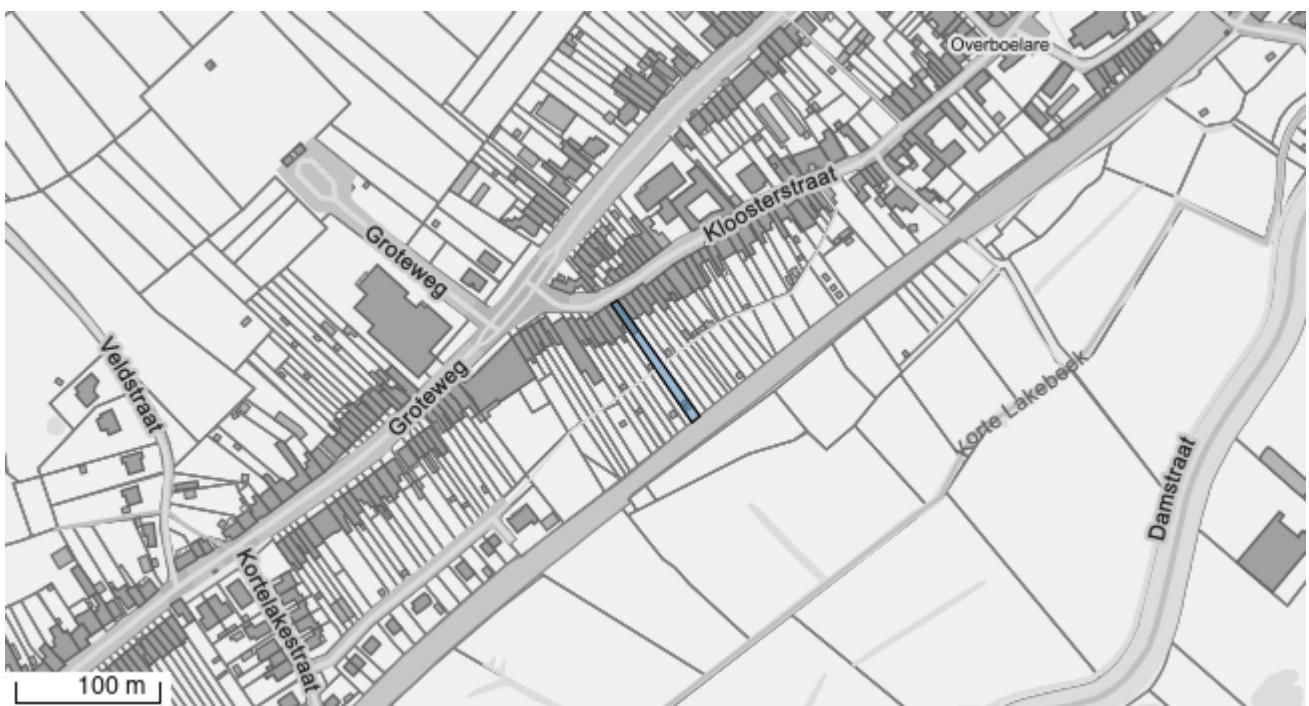 Overboelare
Kloosterstraat
Groteweg
Veldstraat
Groteweg
Korte Lakebeek
Damstraat
Kortelakestraat
100 m